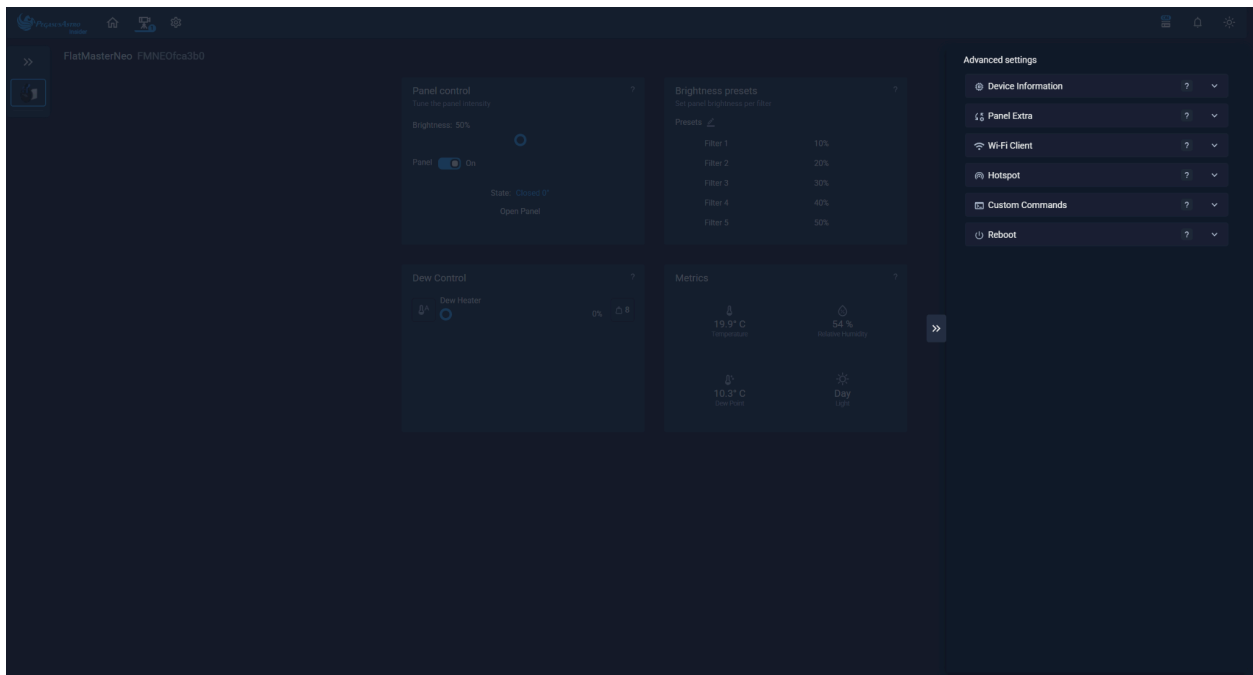 FlatMasterNeo FMNEOfca3b0
Panel control ?
Tune the panel intensity
Brightness: 50%
Panel On
State: Closed 0°
Open Panel
Brightness presets ?
Set panel brightness per filter
Presets
Filter 1 10%
Filter 2 20%
Filter 3 30%
Filter 4 40%
Filter 5 50%
Dew Control ?
Dew Heater
0% 8
Metrics ?
19.9° C
Temperature
54 %
Relative Humidity
10.3° C
Dew Point
Day
Light
Advanced settings
Device Information ?
Panel Extra ?
Wi-Fi Client ?
Hotspot ?
Custom Commands ?
Reboot ?